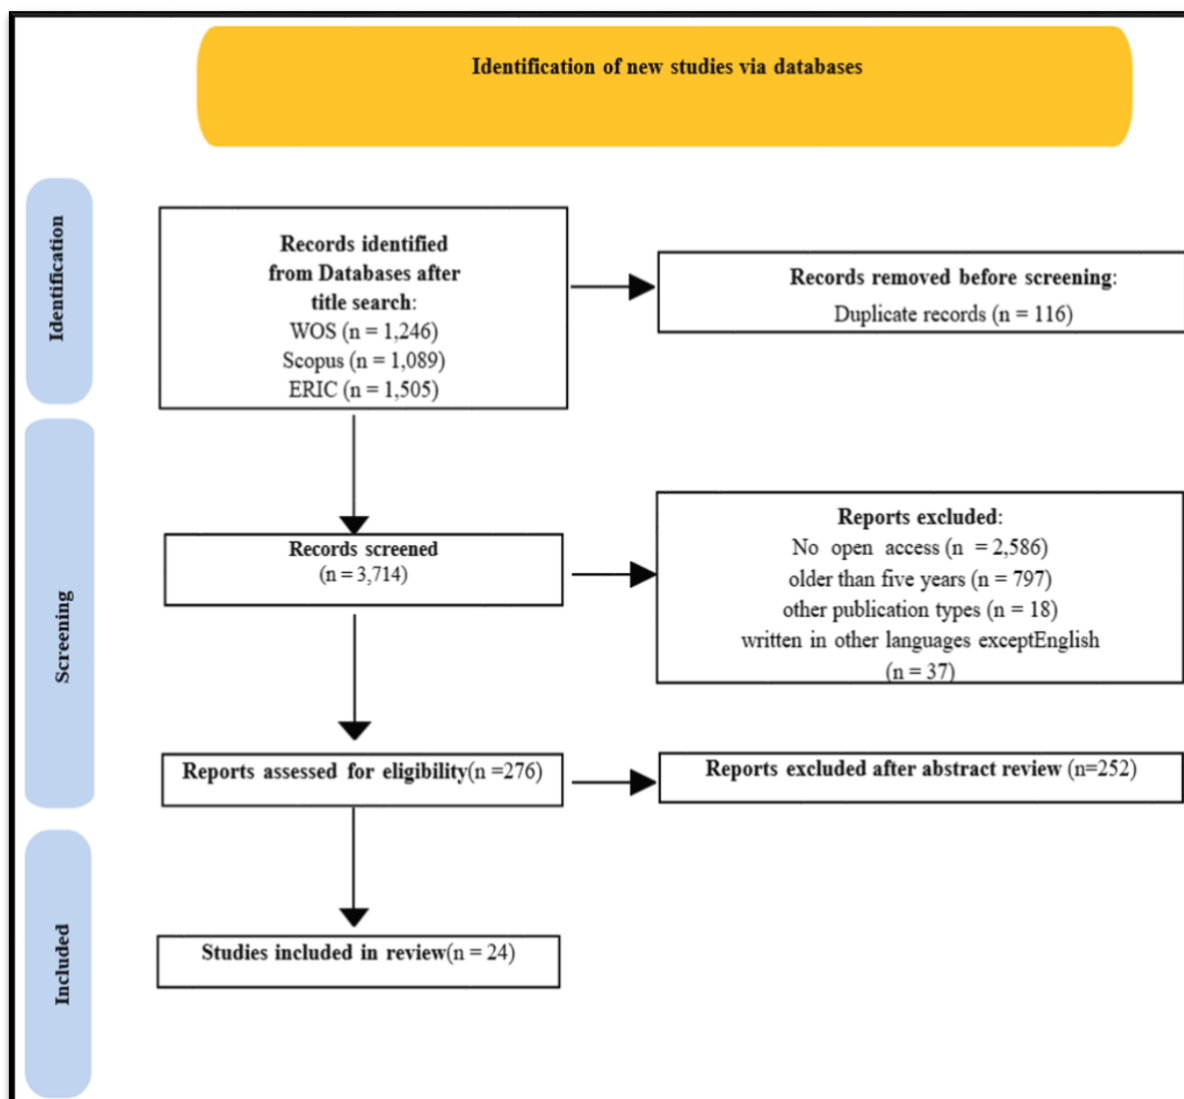 Identification of new studies via databases
Identification
Records identified
from Databases after
title search:
WOS (n = 1,246)
Scopus (n = 1,089)
ERIC (n = 1,505)
Records removed before screening:
Duplicate records (n = 116)
Screening
Records screened
(n = 3,714)
Reports excluded:
No open access (n = 2,586)
older than five years (n = 797)
other publication types (n = 18)
written in other languages exceptEnglish
(n = 37)
Reports assessed for eligibility(n =276)
Reports excluded after abstract review (n=252)
Included
Studies included in review(n = 24)